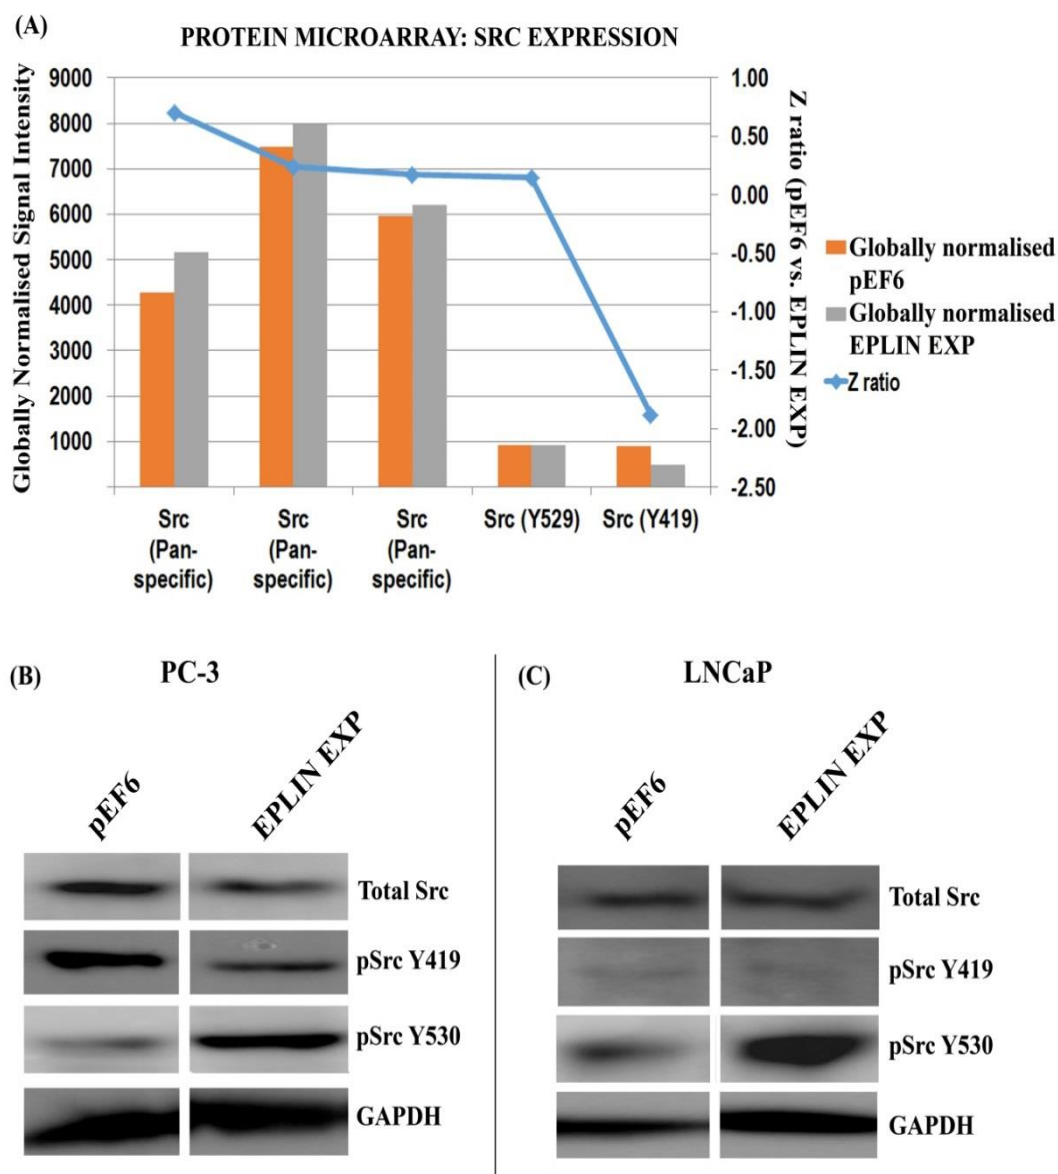 (A)
PROTEIN MICROARRAY: SRC EXPRESSION
Globally Normalised Signal Intensity
9000
8000
7000
6000
5000
4000
3000
2000
1000
1.00
0.50
0.00
-0.50
-1.00
-1.50
-2.00
-2.50
Z ratio (pEF6 vs. EPLIN EXP)
Globally normalised
pEF6
Globally normalised
EPLIN EXP
Z ratio
Src
(Pan-
specific)
Src
(Pan-
specific)
Src
(Pan-
specific)
Src (Y529)
Src (Y419)
(B)
PC-3
pEF6
EPLIN EXP
Total Src
pSrc Y419
pSrc Y530
GAPDH
(C)
LNCaP
pEF6
EPLIN EXP
Total Src
pSrc Y419
pSrc Y530
GAPDH